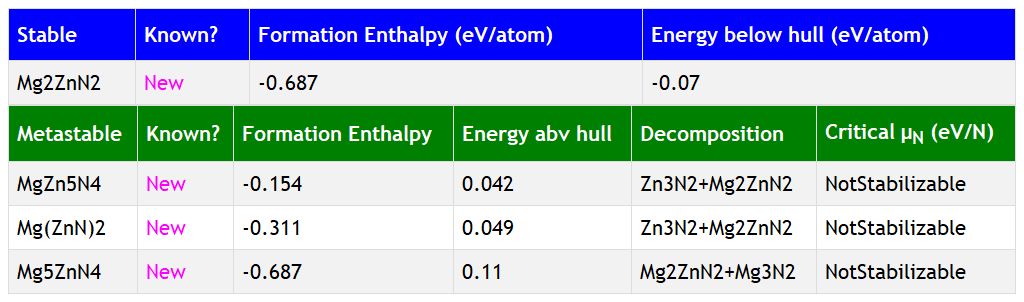 Stable Known? Formation Enthalpy (eV/atom) Energy below hull (eV/atom)
Mg2ZnN2 New -0.687 -0.07
Metastable Known? Formation Enthalpy Energy abv hull Decomposition Critical μN (eV/N)
MgZn5N4 New -0.154 0.042 Zn3N2+Mg2ZnN2 NotStabilizable
Mg(ZnN)2 New -0.311 0.049 Zn3N2+Mg2ZnN2 NotStabilizable
Mg5ZnN4 New -0.687 0.11 Mg2ZnN2+Mg3N2 NotStabilizable